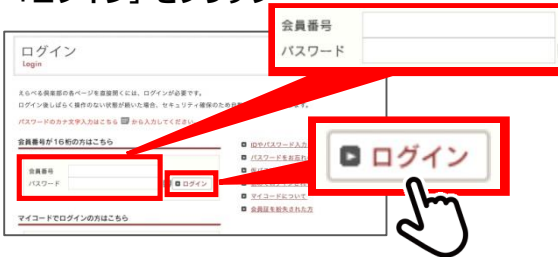 「ログイン」をクリック
会員番号
パスワード
ログイン
Login
えらべる倶楽部の各ページを直接開くには、ログインが必要です。
ログイン後しばらく操作のない状態が続いた場合、セキュリティ確保のため
パスワードのカナ文字入力はこちら から入力してください
会員番号が16桁の方はこちら
会員番号
パスワード
ログイン
IDやパスワード入力
パスワードをお忘れ
マイコードについて
会員証を紛失された方
ログイン
マイコードでログインの方はこちら